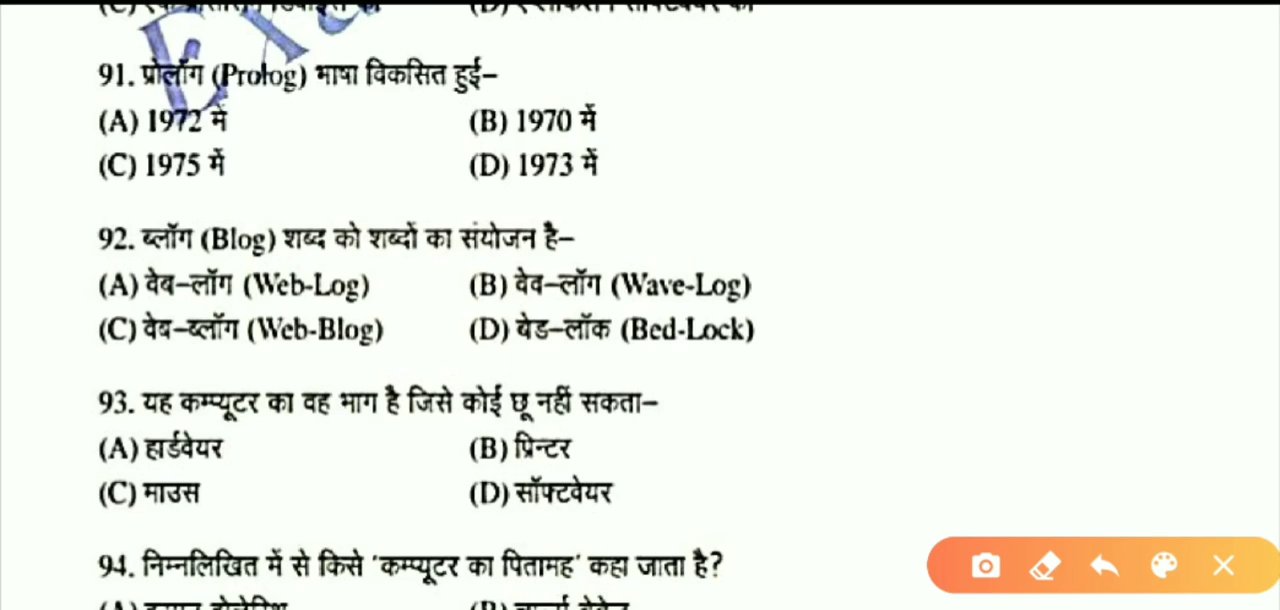 91. प्रोलॉग (Prolog) भाषा विकसित हुई–
(A) 1972 में (B) 1970 में
(C) 1975 में (D) 1973 में
92. ब्लॉग (Blog) शब्द को शब्दों का संयोजन है–
(A) वेब–लॉग (Web-Log) (B) वेव–लॉग (Wave-Log)
(C) वेब–ब्लॉग (Web-Blog) (D) बेड–लॉक (Bed-Lock)
93. यह कम्प्यूटर का वह भाग है जिसे कोई छू नहीं सकता–
(A) हार्डवेयर (B) प्रिन्टर
(C) माउस (D) सॉफ्टवेयर
94. निम्नलिखित में से किसे 'कम्प्यूटर का पितामह' कहा जाता है?